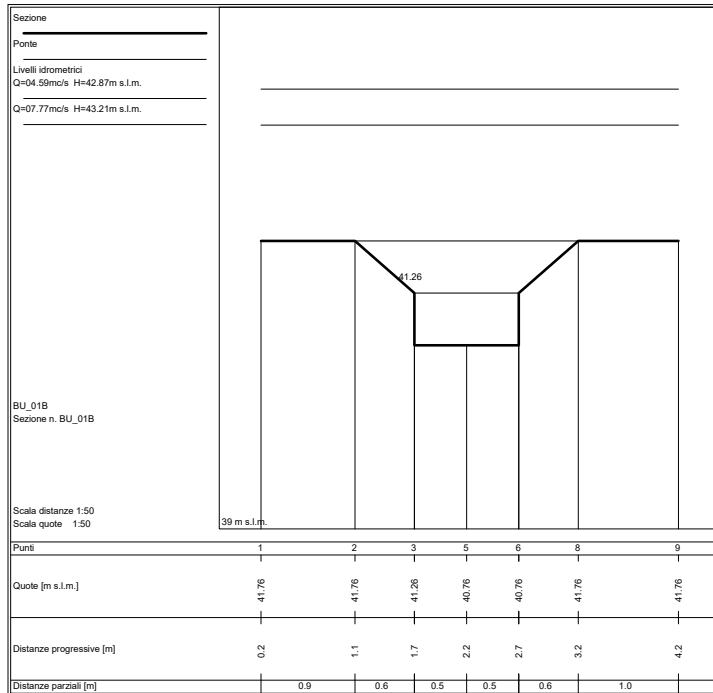 Sezione
Ponte
Livelli idrometrici
Q=04.59mc/s H=42.87m s.l.m.
Q=07.77mc/s H=43.21m s.l.m.
41.26
BU_01B
Sezione n. BU_01B
Scala distanze 1:50
Scala quote 1:50
39 m s.l.m.
Punti 1 2 3 5 6 8 9
Quote [m s.l.m.] 41.76 41.76 41.26 40.76 40.76 41.76 41.76
Distanze progressive [m] 0.2 1.1 1.7 2.2 2.7 3.2 4.2
Distanze parziali [m] 0.9 0.6 0.5 0.5 0.6 1.0